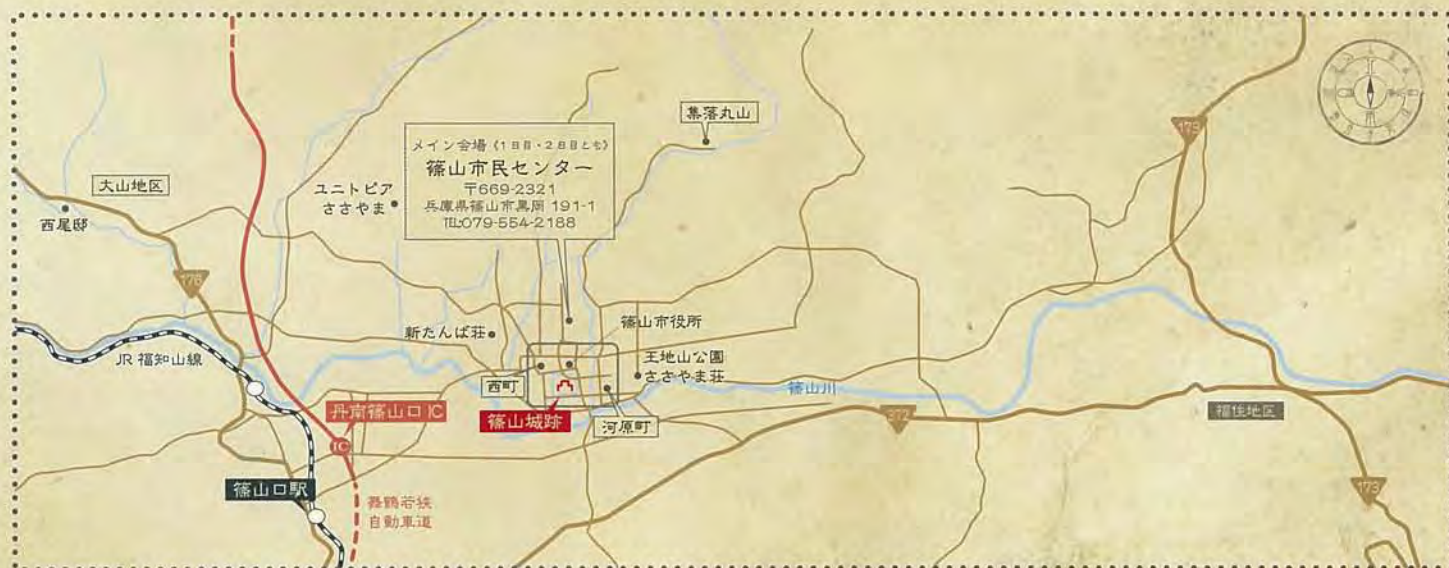 集落丸山
メイン会場《1日目・2日目とも》
篠山市民センター
〒669-2321
兵庫県篠山市黒岡 191-1
TEL079-554-2188
173
大山地区
西尾邸
ユニトピア
ささやま
176
JR 福知山線
新たんば荘
篠山市役所
王地山公園
ささやま荘
西町
篠山城跡
河原町
篠山川
372
福住地区
丹南篠山口IC
IC
篠山口駅
舞鶴若狭
自動車道
173